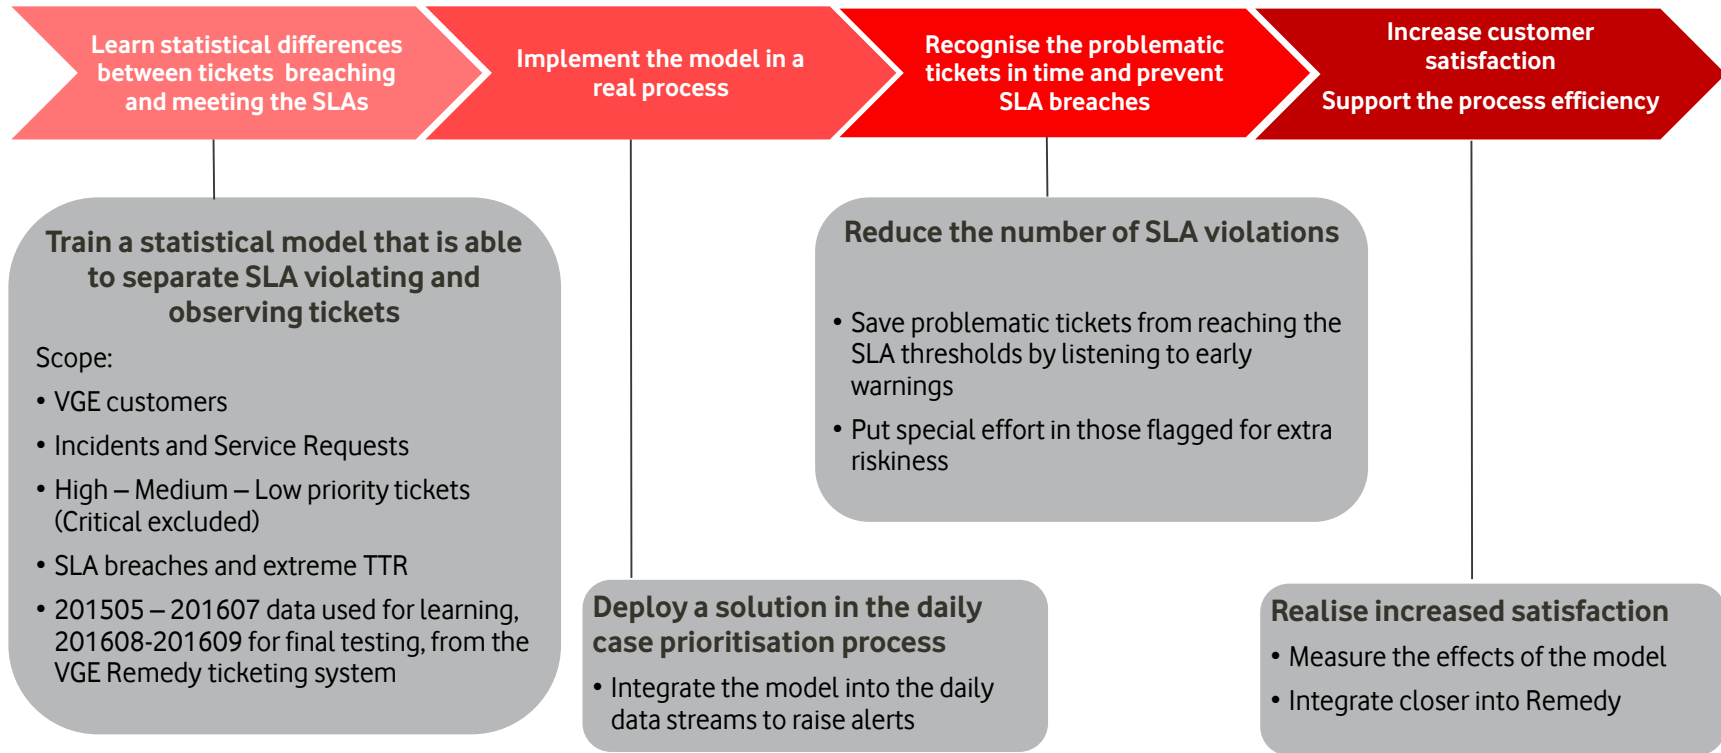 Learn statistical differences
between tickets breaching
and meeting the SLAs
Implement the model in a
real process
Recognise the problematic
tickets in time and prevent
SLA breaches
Increase customer
satisfaction
Support the process efficiency
Train a statistical model that is able
to separate SLA violating and
observing tickets
Scope:
• VGE customers
• Incidents and Service Requests
• High – Medium – Low priority tickets
(Critical excluded)
• SLA breaches and extreme TTR
• 201505 – 201607 data used for learning,
201608-201609 for final testing, from the
VGE Remedy ticketing system
Deploy a solution in the daily
case prioritisation process
• Integrate the model into the daily
data streams to raise alerts
Reduce the number of SLA violations
• Save problematic tickets from reaching the
SLA thresholds by listening to early
warnings
• Put special effort in those flagged for extra
riskiness
Realise increased satisfaction
• Measure the effects of the model
• Integrate closer into Remedy